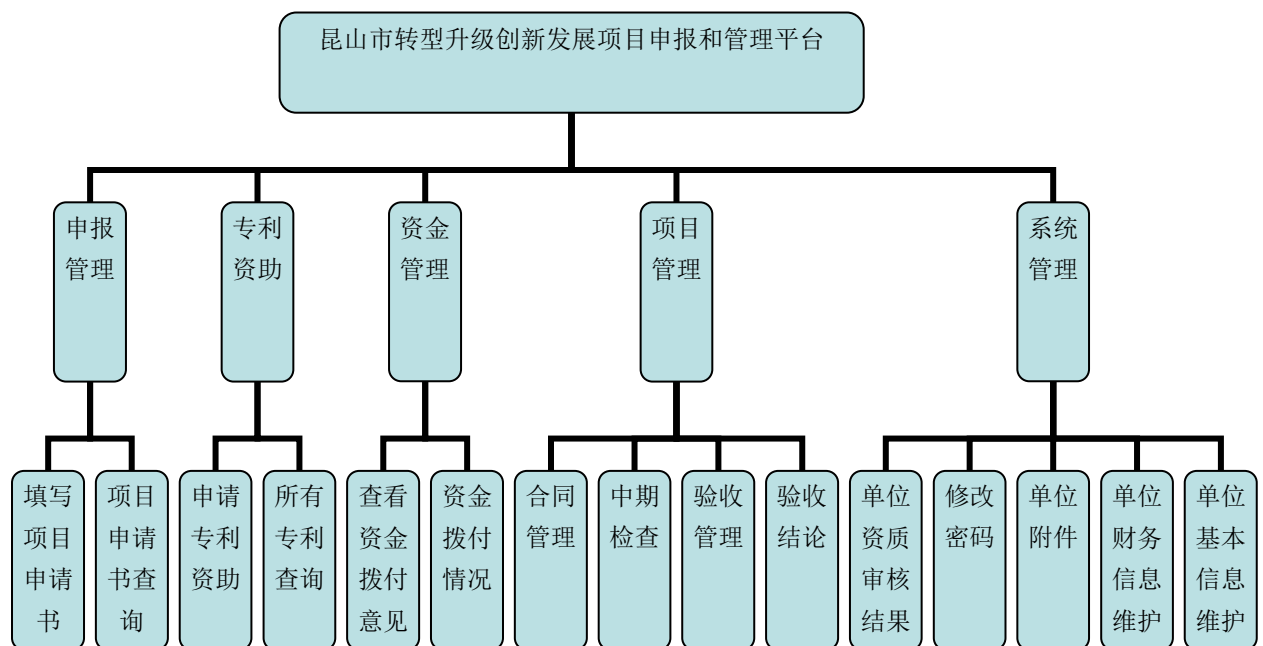 昆山市转型升级创新发展项目申报和管理平台
申报
管理
专利
资助
资金
管理
项目
管理
系统
管理
填写
项目
申请
书
项目
申请
书查
询
申请
专利
资助
所有
专利
查询
查看
资金
拨付
意见
资金
拨付
情况
合同
管理
中期
检查
验收
管理
验收
结论
单位
资质
审核
结果
修改
密码
单位
附件
单位
财务
信息
维护
单位
基本
信息
维护